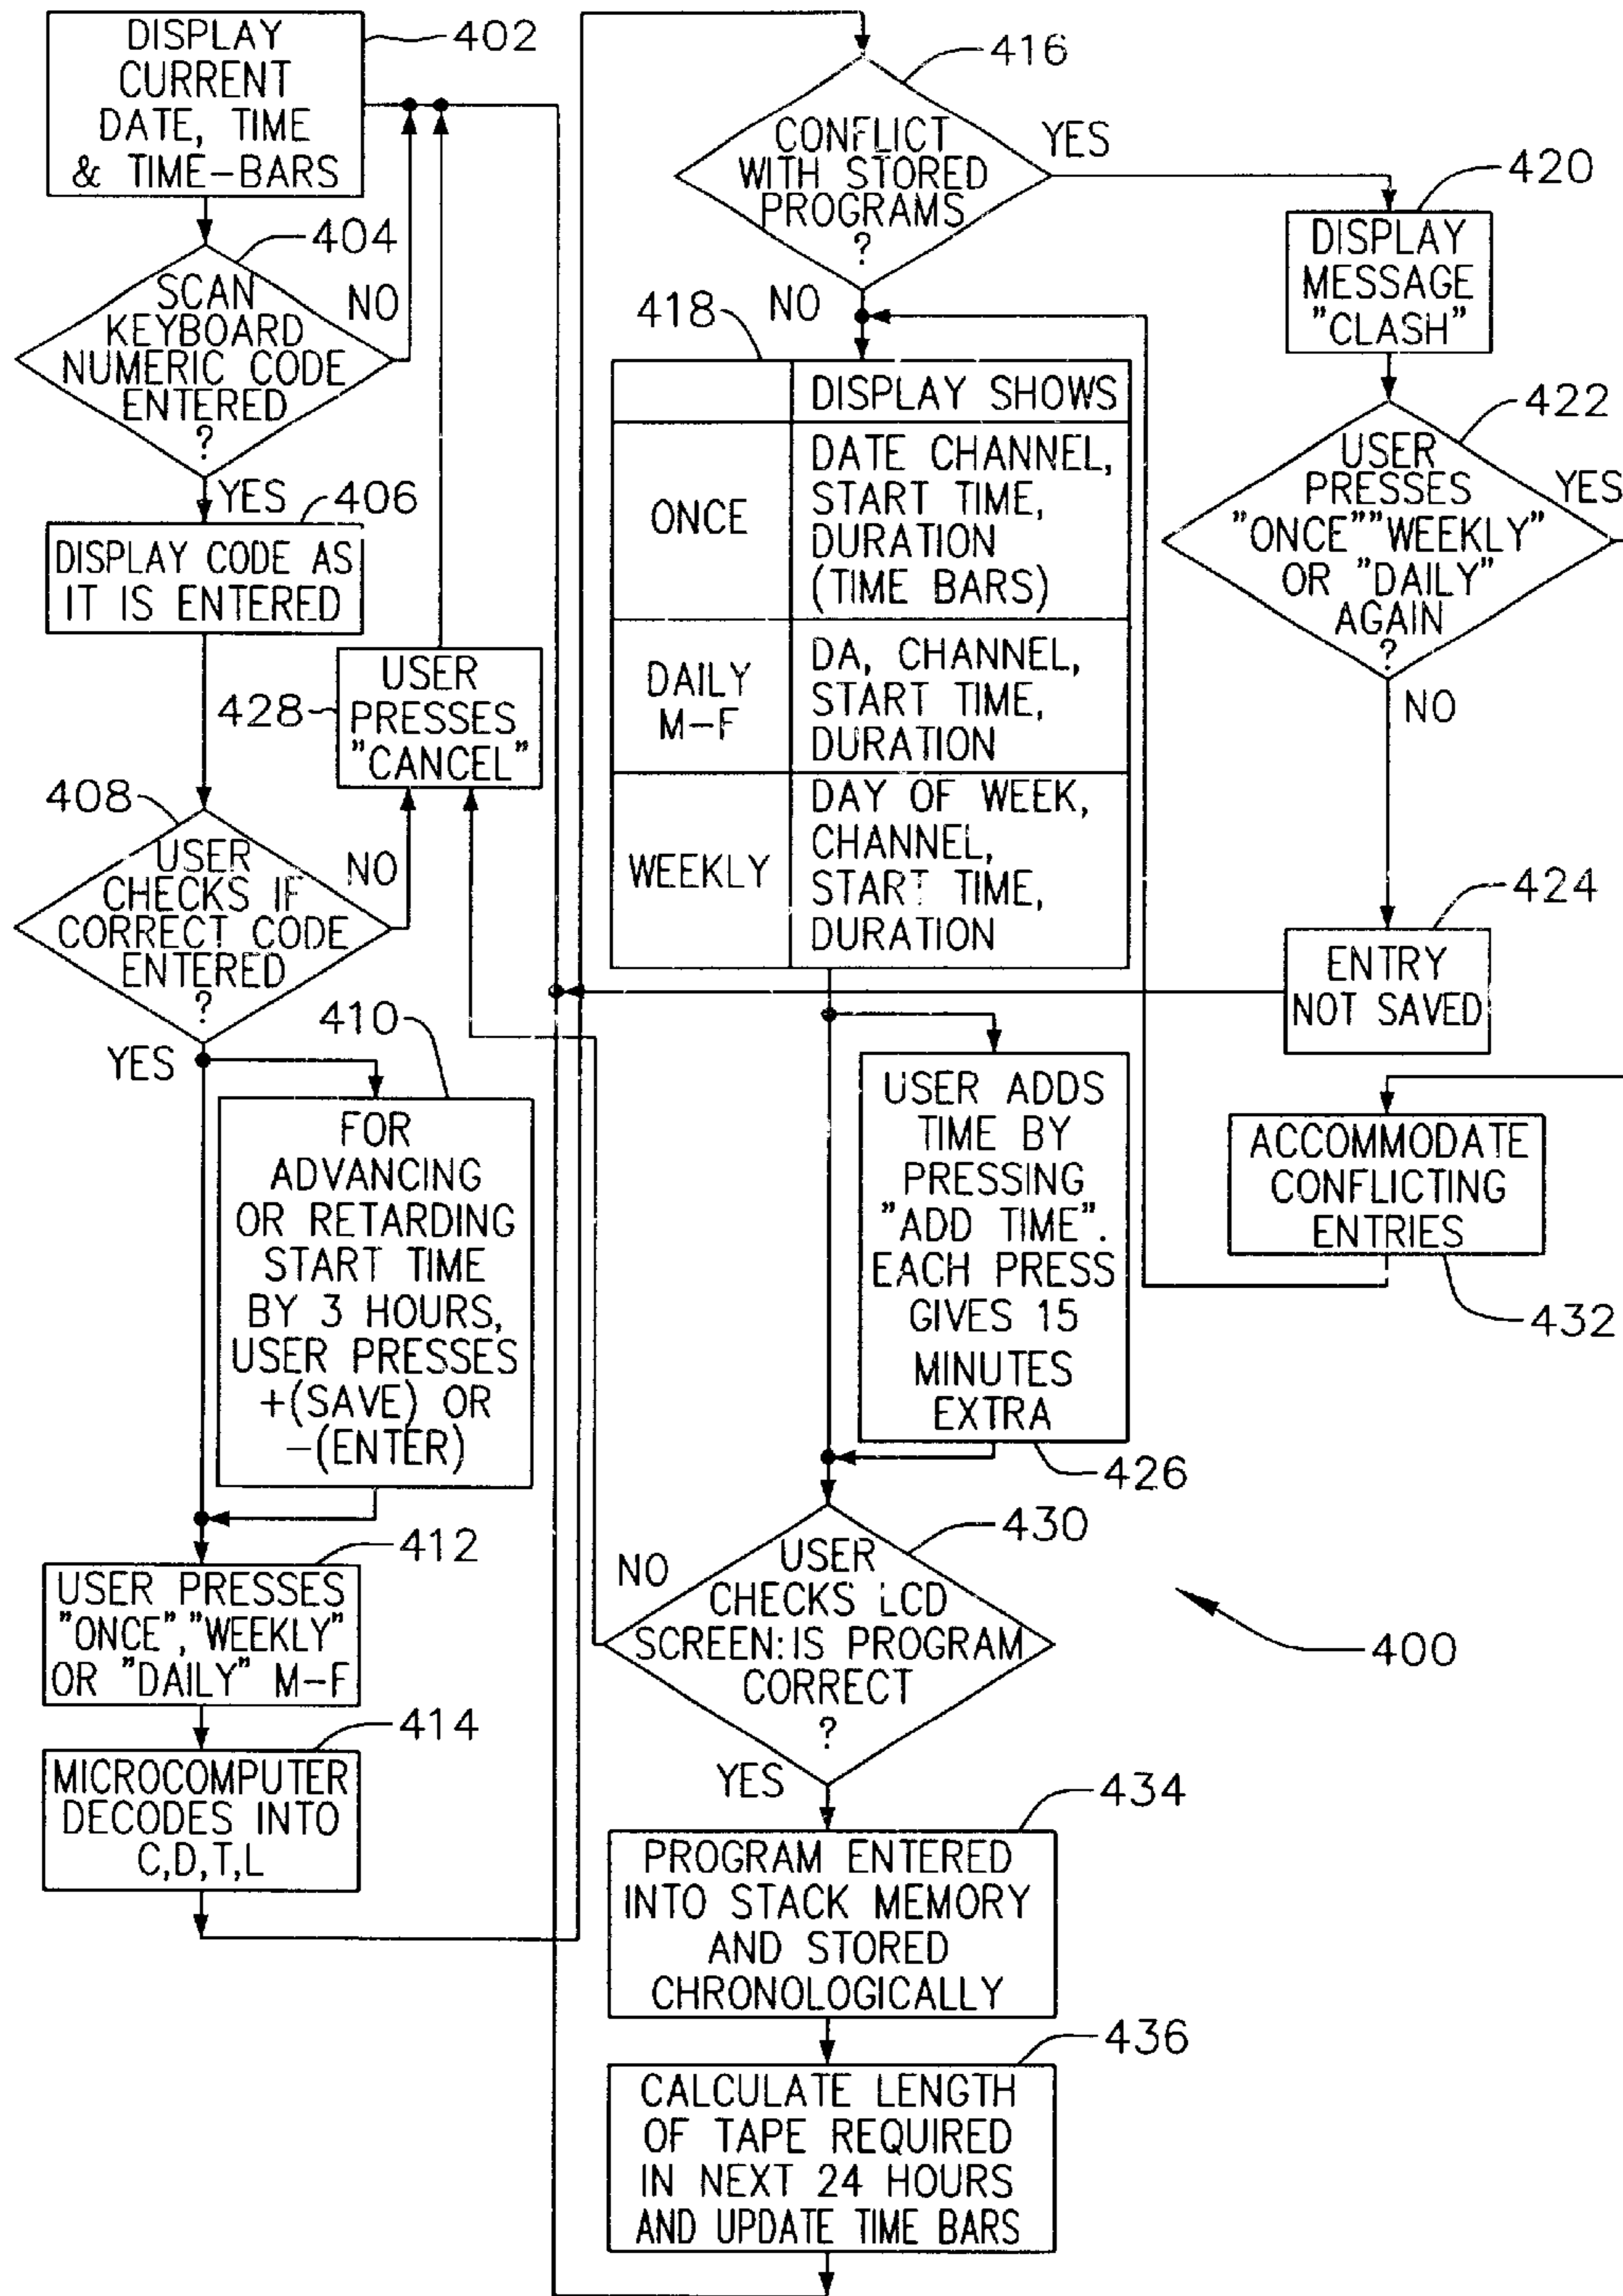 DISPLAY
CURRENT
DATE, TIME
& TIME-BARS
402
404
SCAN
KEYBOARD
NUMERIC CODE
ENTERED
?
NO
YES
406
DISPLAY CODE AS
IT IS ENTERED
428
USER
PRESSES
"CANCEL"
408
USER
CHECKS IF
CORRECT CODE
ENTERED
?
NO
YES
410
FOR
ADVANCING
OR RETARDING
START TIME
BY 3 HOURS,
USER PRESSES
+(SAVE) OR
-(ENTER)
412
USER PRESSES
"ONCE","WEEKLY"
OR "DAILY" M-F
414
MICROCOMPUTER
DECODES INTO
C,D,T,L
416
CONFLICT
WITH STORED
PROGRAMS
?
YES
NO
418
DISPLAY SHOWS
ONCE
DATE CHANNEL,
START TIME,
DURATION
(TIME BARS)
DAILY
M-F
DA, CHANNEL,
START TIME,
DURATION
WEEKLY
DAY OF WEEK,
CHANNEL,
START TIME,
DURATION
420
DISPLAY
MESSAGE
"CLASH"
422
USER
PRESSES
"ONCE""WEEKLY"
OR "DAILY"
AGAIN
?
YES
NO
424
ENTRY
NOT SAVED
ACCOMMODATE
CONFLICTING
ENTRIES
432
USER ADDS
TIME BY
PRESSING
"ADD TIME".
EACH PRESS
GIVES 15
MINUTES
EXTRA
426
430
NO
USER
CHECKS LCD
SCREEN:IS PROGRAM
CORRECT
?
YES
400
434
PROGRAM ENTERED
INTO STACK MEMORY
AND STORED
CHRONOLOGICALLY
436
CALCULATE LENGTH
OF TAPE REQUIRED
IN NEXT 24 HOURS
AND UPDATE TIME BARS